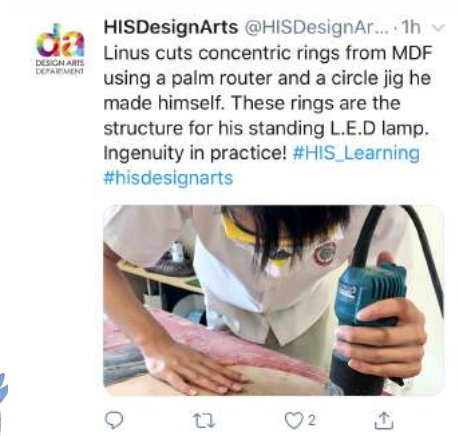 da
DESIGN ARTS
DEPARTMENT
HISDesignArts @HISDesignAr... · 1h
Linus cuts concentric rings from MDF
using a palm router and a circle jig he
made himself. These rings are the
structure for his standing L.E.D lamp.
Ingenuity in practice! #HIS_Learning
#hisdesignarts
2